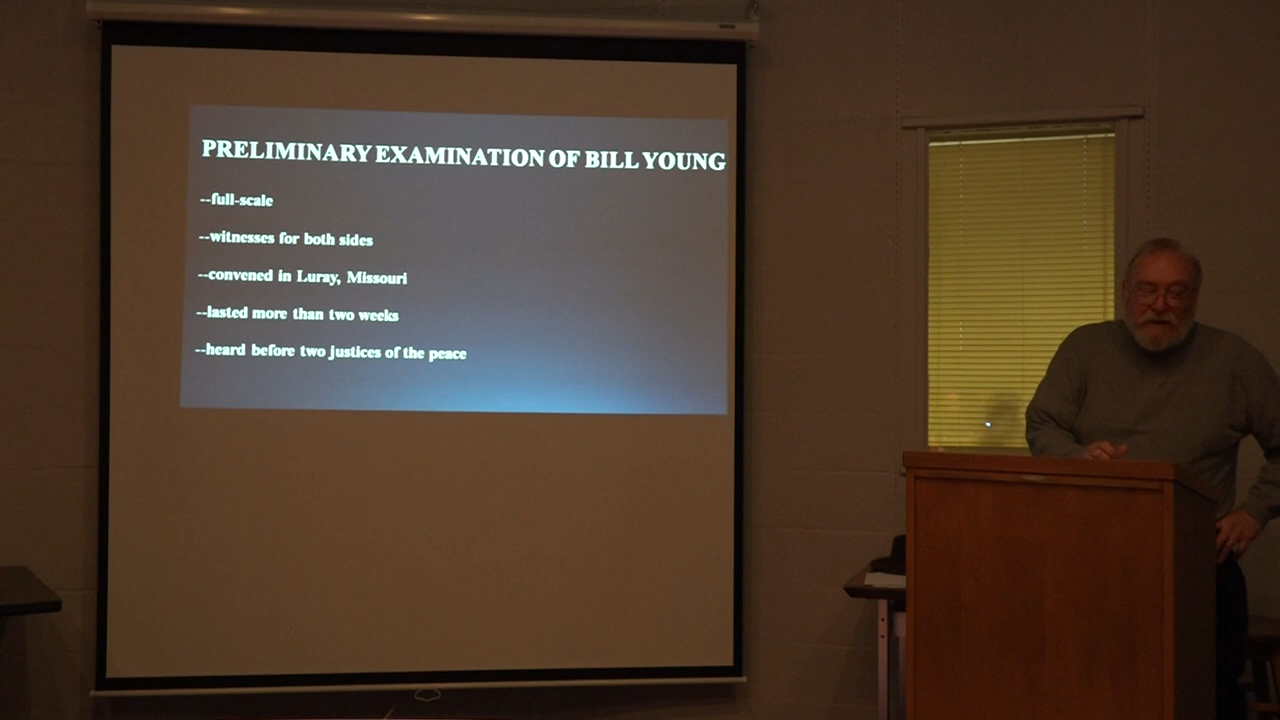 PRELIMINARY EXAMINATION OF BILL YOUNG
--full-scale
--witnesses for both sides
--convened in Luray, Missouri
--lasted more than two weeks
--heard before two justices of the peace